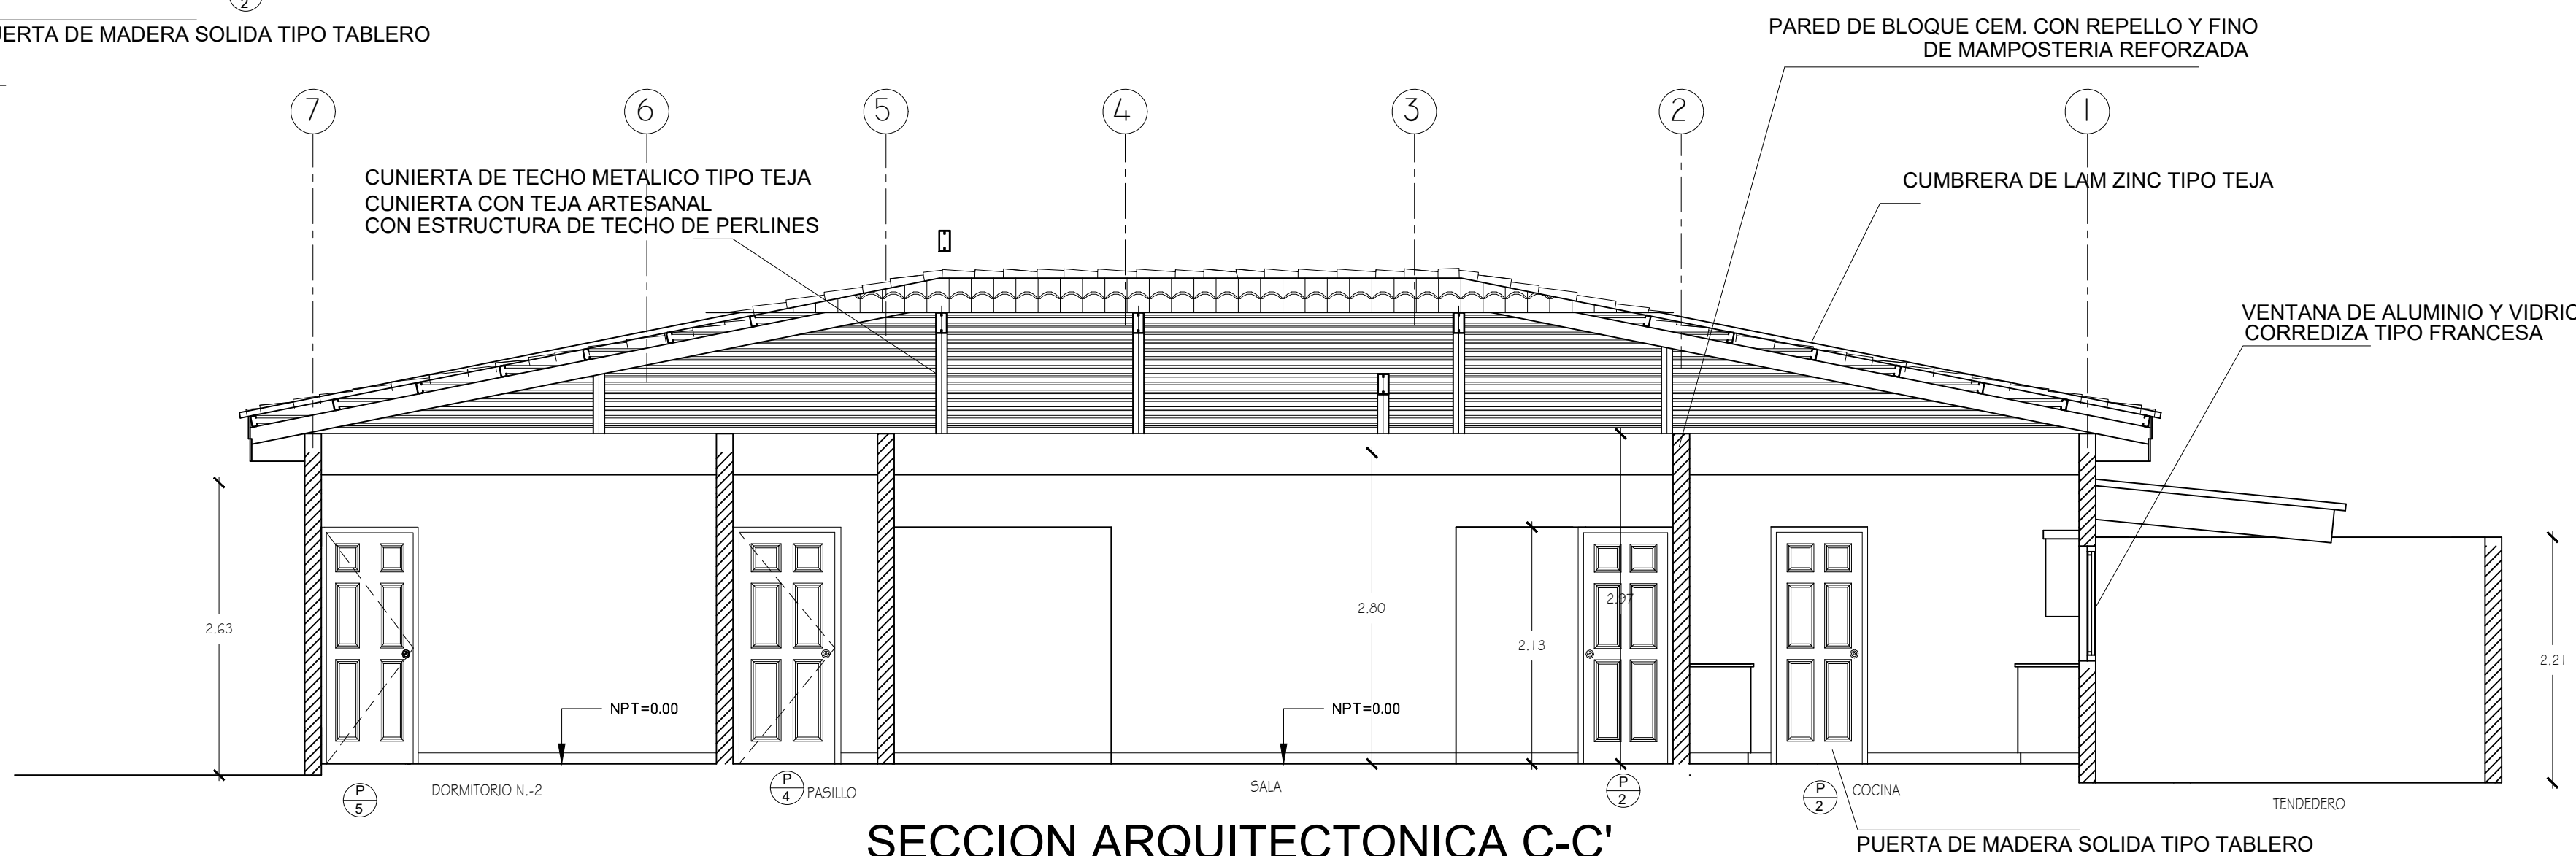 2
UERTA DE MADERA SOLIDA TIPO TABLERO
PARED DE BLOQUE CEM. CON REPELLO Y FINO
DE MAMPOSTERIA REFORZADA
7
6
5
4
3
2
1
CUNIERTA DE TECHO METALICO TIPO TEJA
CUNIERTA CON TEJA ARTESANAL
CON ESTRUCTURA DE TECHO DE PERLINES
CUMBRERA DE LAM ZINC TIPO TEJA
VENTANA DE ALUMINIO Y VIDRIO
CORREDIZA TIPO FRANCESA
2.63
2.80
2.97
2.13
2.21
NPT=0.00
NPT=0.00
P
5
DORMITORIO N.-2
P
4
PASILLO
SALA
P
2
P
2
COCINA
TENDEDERO
SECCION ARQUITECTONICA C-C'
PUERTA DE MADERA SOLIDA TIPO TABLERO